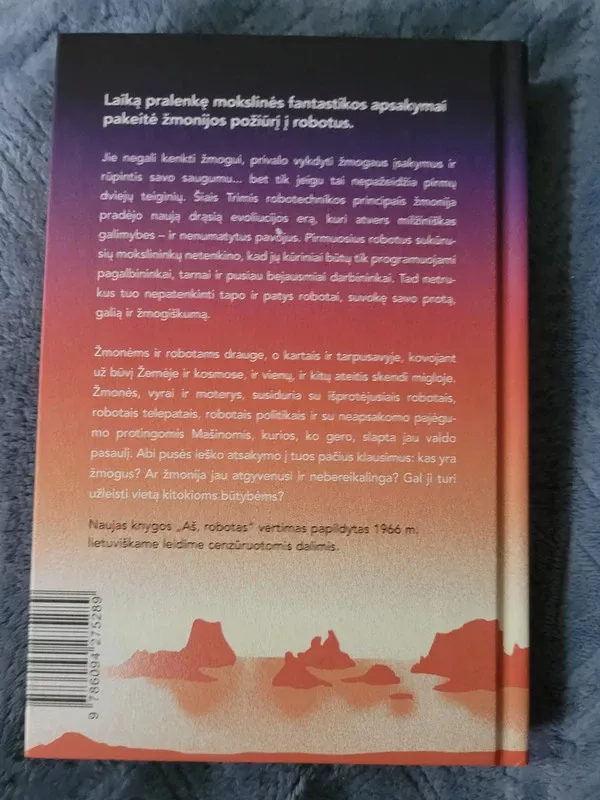 Laiką pralenkę mokslinės fantastikos apsakymai
pakeitė žmonijos požiūrį į robotus.
Jie negali kenkti žmogui, privalo vykdyti žmogaus įsakymus ir
rūpintis savo saugumu... bet tik jeigu tai nepažeidžia pirmų
dviejų teiginių. Šiais Trimis robotechnikos principais žmonija
pradėjo naują drąsią evoliucijos erą, kuri atvers milžiniškas
galimybes – ir nenumatytus pavojus. Pirmuosius robotus sukūru-
sių mokslininkų netenkino, kad jų kūriniai būtų tik programuojami
pagalbininkai, tarnai ir pusiau bejausmiai darbininkai. Tad netru-
kus tuo nepatenkinti tapo ir patys robotai, suvokę savo protą,
galią ir žmogiškumą.
Žmonėms ir robotams drauge, o kartais ir tarpusavyje, kovojant
už būvį Žemėje ir kosmose, ir vienų, ir kitų ateitis skendi migloje.
Žmonės, vyrai ir moterys, susiduria su išprotėjusiais robotais,
robotais telepatais, robotais politikais ir su neapsakomo pajėgu-
mo protingomis Mašinomis, kurios, ko gero, slapta jau valdo
pasaulį. Abi pusės ieško atsakymo į tuos pačius klausimus: kas yra
žmogus? Ar žmonija jau atgyvenusi ir nebereikalinga? Gal ji turi
užleisti vietą kitokioms būtybėms?
Naujas knygos „Aš, robotas“ vertimas papildytas 1966 m.
lietuviškame leidime cenzūruotomis dalimis.
9 786094 275289